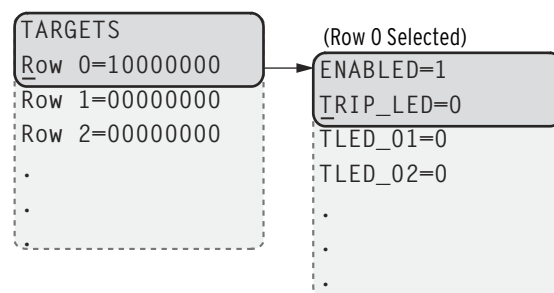 TARGETS
Row 0=10000000
Row 1=00000000
Row 2=00000000
.
.
.
(Row 0 Selected)
ENABLED=1
TRIP_LED=0
TLED_01=0
TLED_02=0
.
.
.